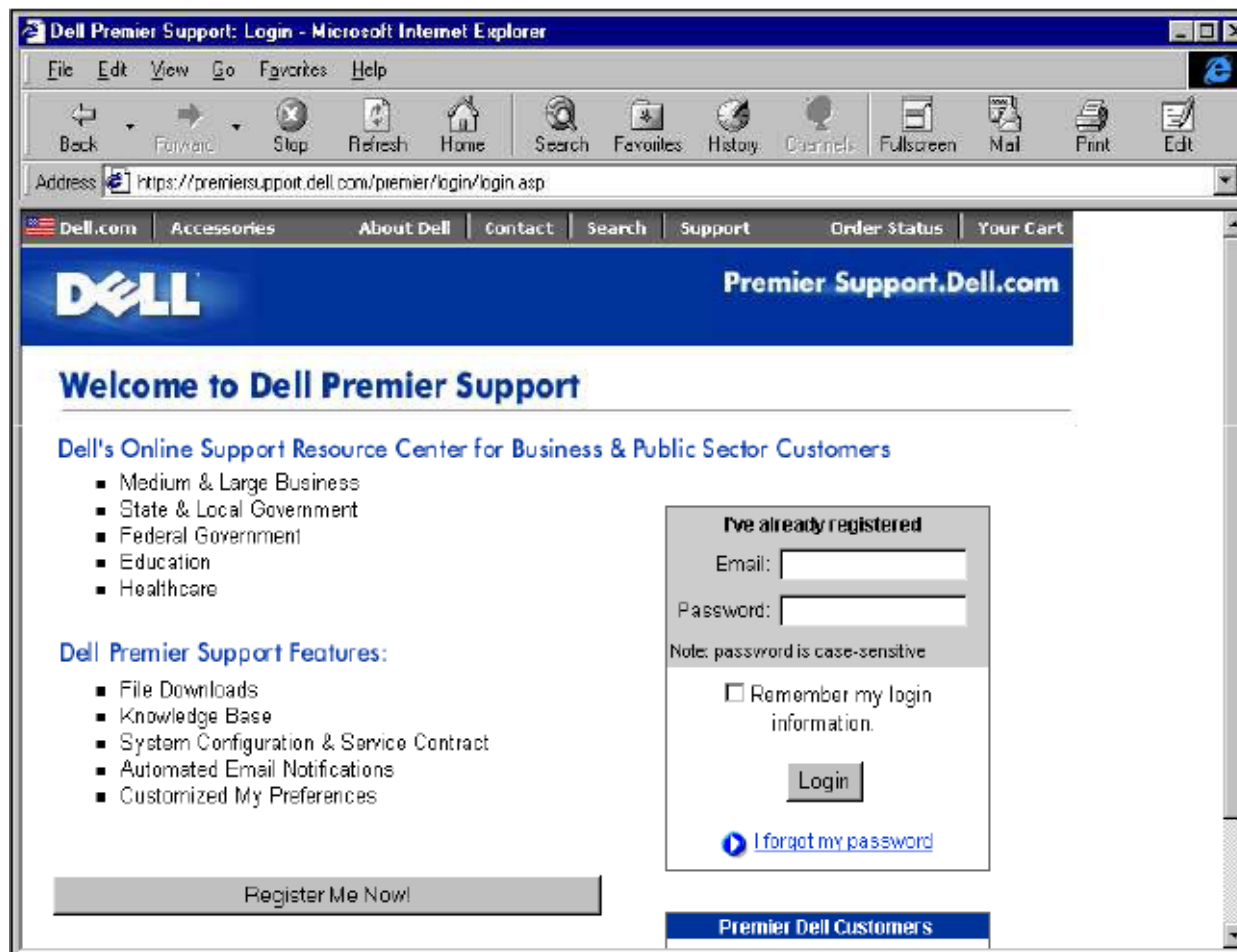 Dell Premier Support: Login - Microsoft Internet Explorer
File Edit View Go Favorites Help
Back Forward Stop Refresh Home Search Favorites History Channels Fullscreen Mail Print Edit
Address https://premiersupport.dell.com/premier/login/login.asp
Dell.com Accessories About Dell Contact Search Support Order Status Your Cart
DELL
Premier Support.Dell.com
Welcome to Dell Premier Support
Dell's Online Support Resource Center for Business & Public Sector Customers
Medium & Large Business
State & Local Government
Federal Government
Education
Healthcare
Dell Premier Support Features:
File Downloads
Knowledge Base
System Configuration & Service Contract
Automated Email Notifications
Customized My Preferences
Register Me Now!
I've already registered
Email:
Password:
Note: password is case-sensitive
Remember my login
information.
Login
I forgot my password
Premier Dell Customers